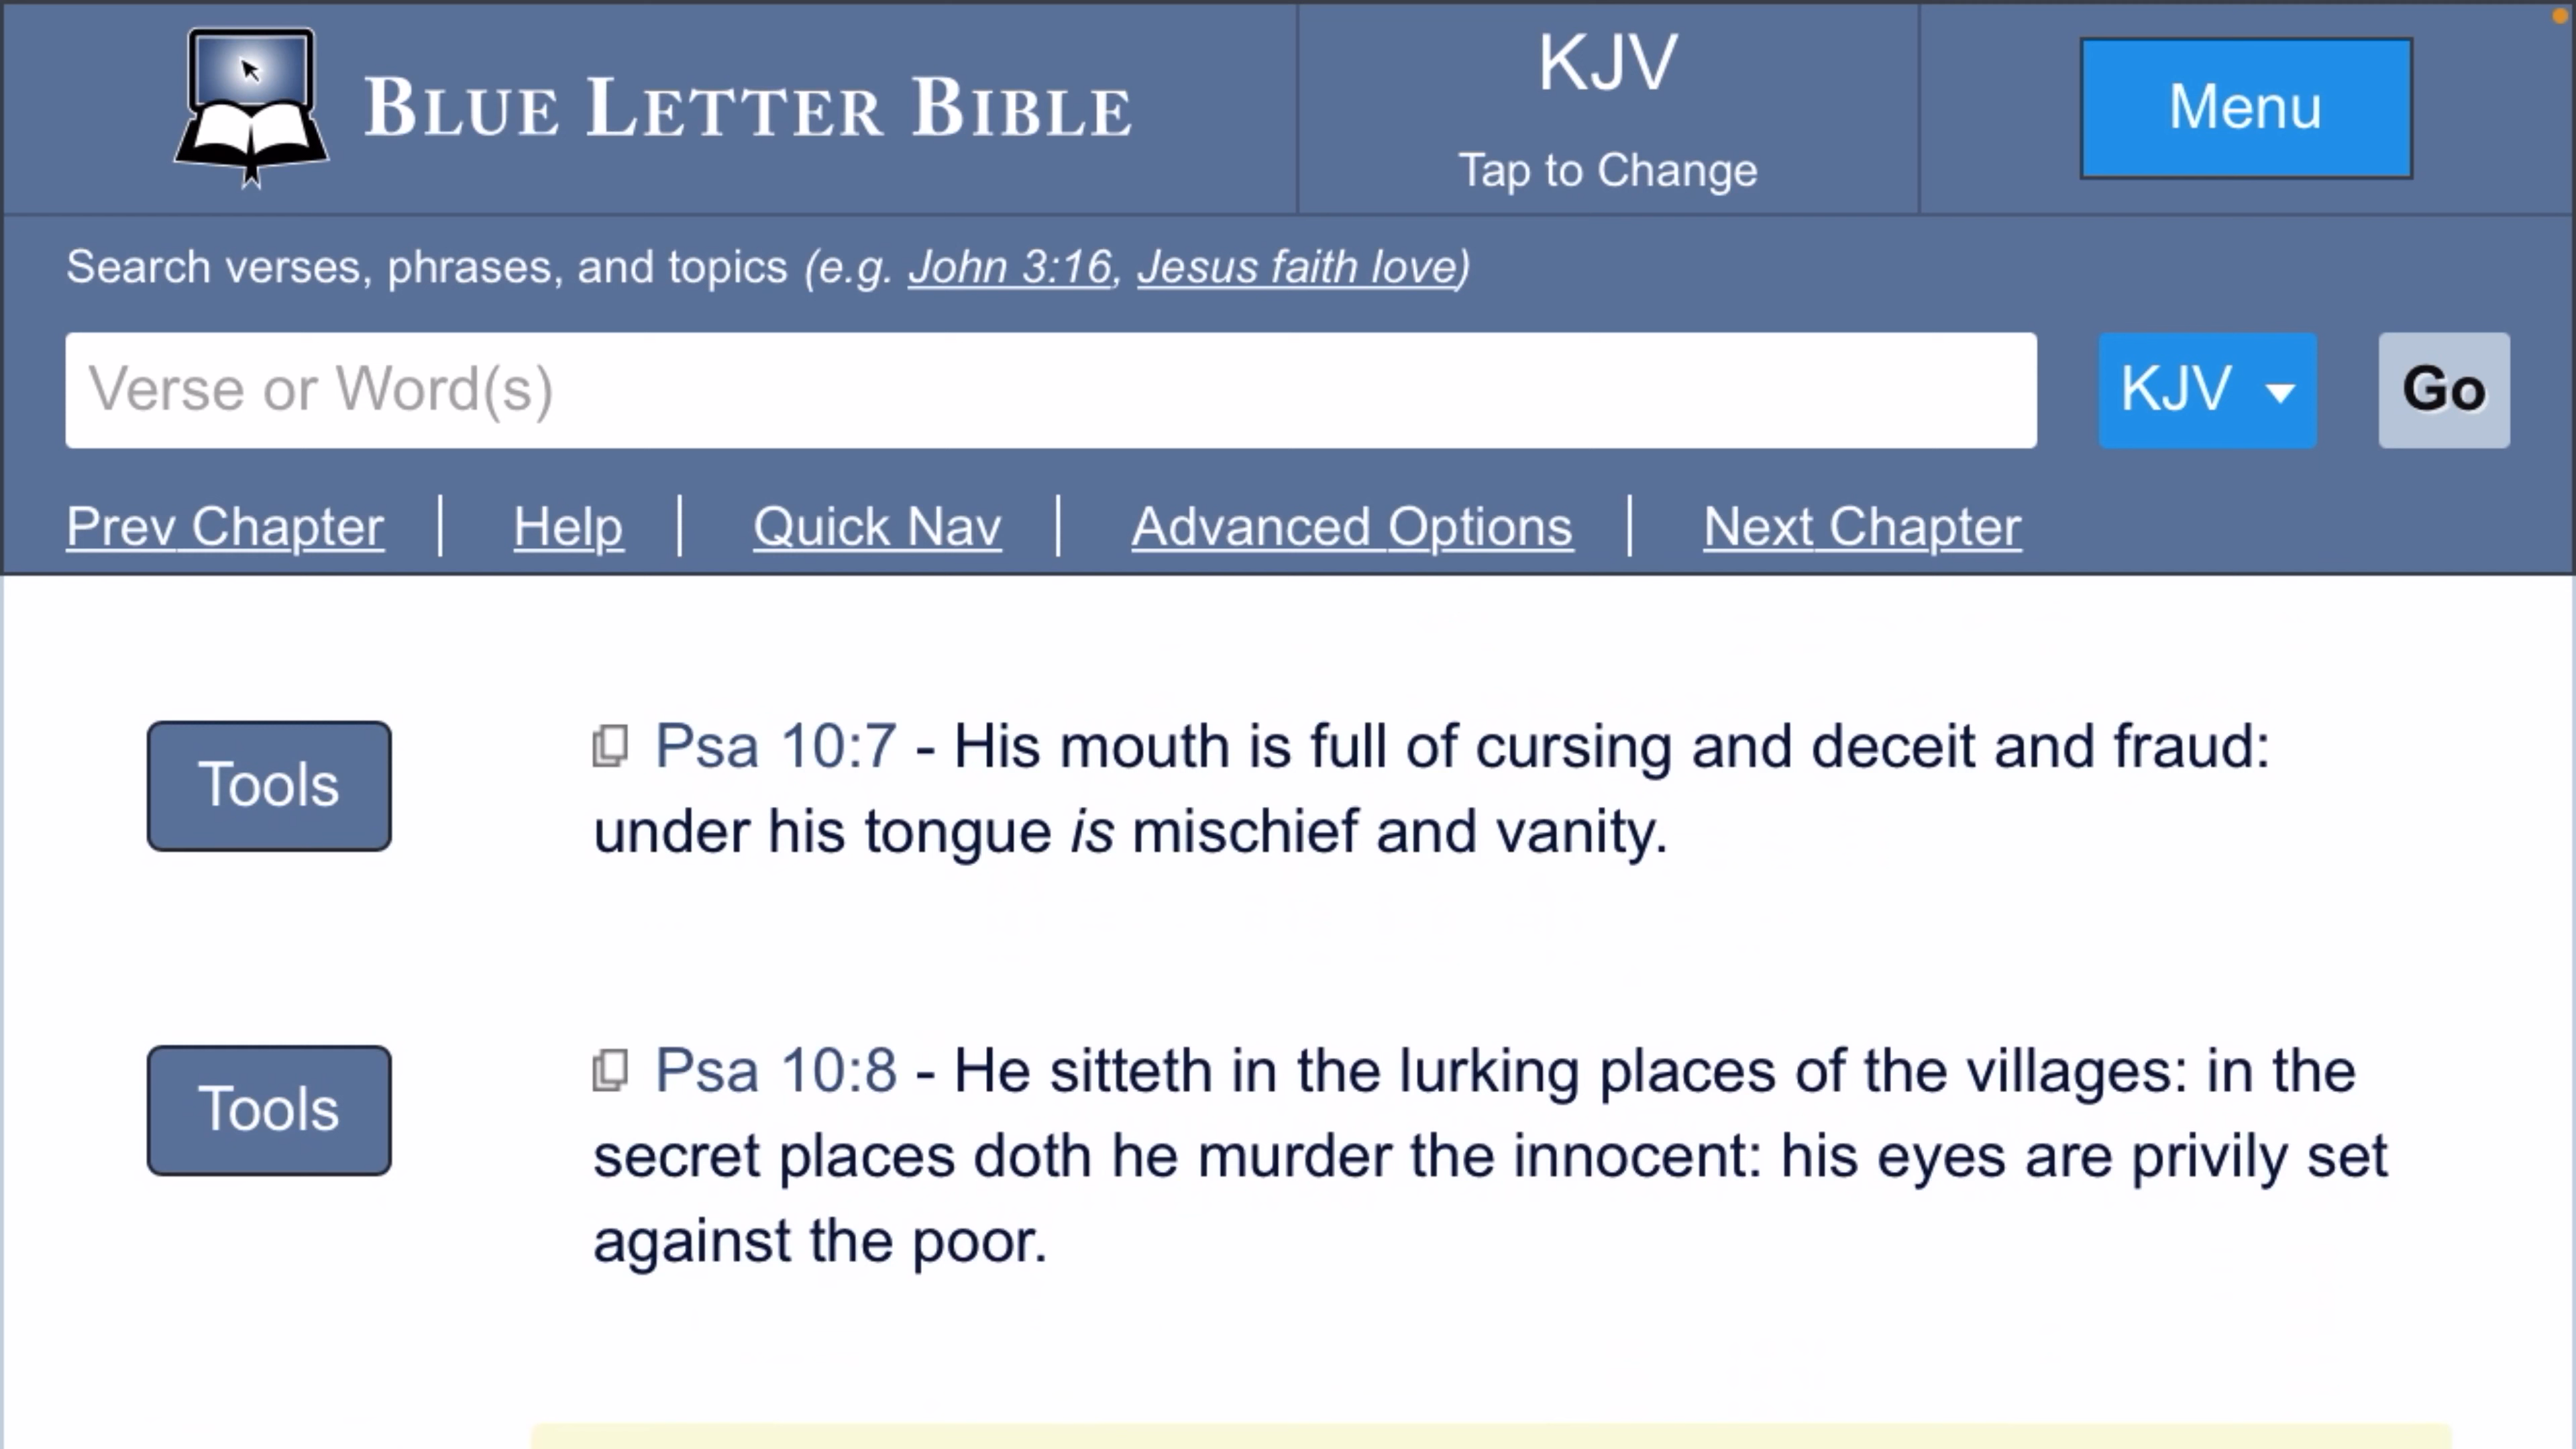 BLUE LETTER BIBLE
KJV
Tap to Change
Menu
Search verses, phrases, and topics (e.g. John 3:16, Jesus faith love)
Verse or Word(s)
KJV
Go
Prev Chapter
Help
Quick Nav
Advanced Options
Next Chapter
Tools
Psa 10:7 - His mouth is full of cursing and deceit and fraud:
under his tongue is mischief and vanity.
Tools
Psa 10:8 - He sitteth in the lurking places of the villages: in the
secret places doth he murder the innocent: his eyes are privily set
against the poor.